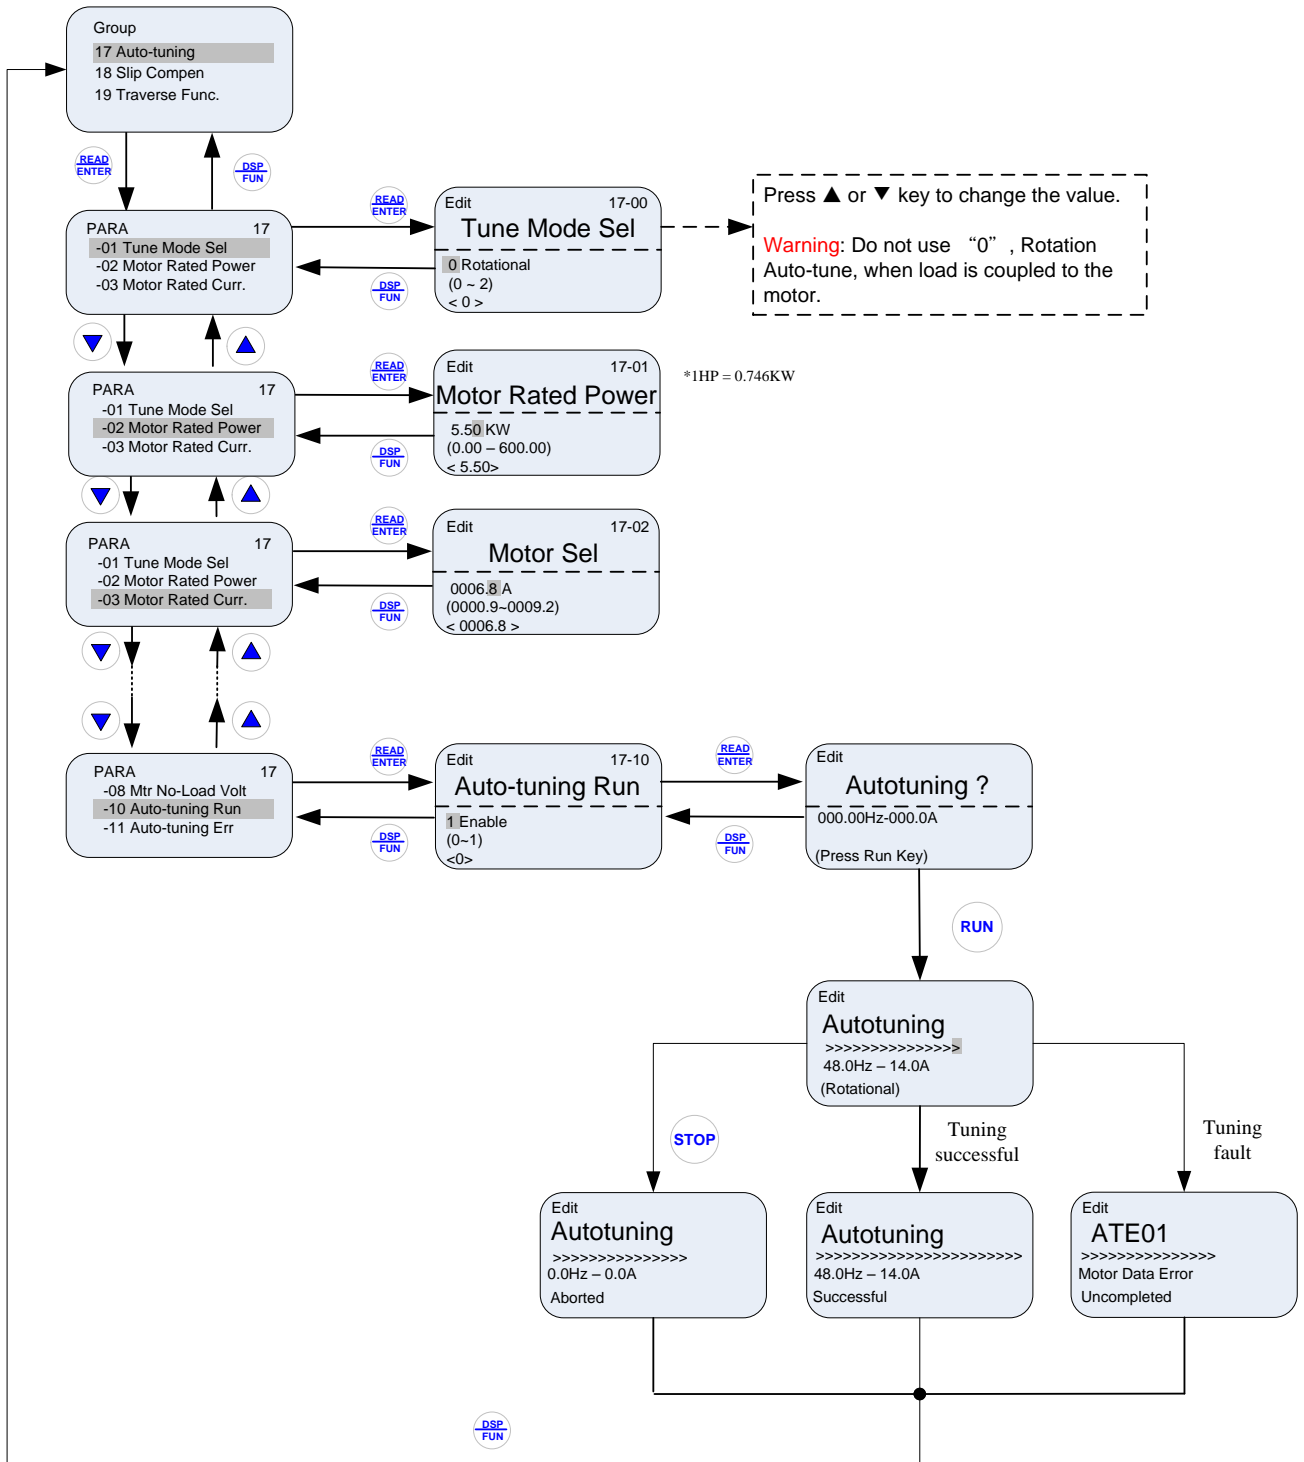 Group
17 Auto-tuning
18 Slip Compen
19 Traverse Func.
READ
ENTER
DSP
FUN
PARA 17
-01 Tune Mode Sel
-02 Motor Rated Power
-03 Motor Rated Curr.
READ
ENTER
DSP
FUN
Edit 17-00
Tune Mode Sel
0 Rotational
(0 ~ 2)
< 0 >
Press ▲ or ▼ key to change the value.
Warning: Do not use “0” , Rotation
Auto-tune, when load is coupled to the
motor.
▼ ▲
PARA 17
-01 Tune Mode Sel
-02 Motor Rated Power
-03 Motor Rated Curr.
READ
ENTER
DSP
FUN
Edit 17-01
Motor Rated Power
5.50 KW
(0.00 – 600.00)
< 5.50>
*1HP = 0.746KW
▼ ▲
PARA 17
-01 Tune Mode Sel
-02 Motor Rated Power
-03 Motor Rated Curr.
READ
ENTER
DSP
FUN
Edit 17-02
Motor Sel
0006.8 A
(0000.9~0009.2)
< 0006.8 >
▼ ▲
▼ ▲
PARA 17
-08 Mtr No-Load Volt
-10 Auto-tuning Run
-11 Auto-tuning Err
READ
ENTER
DSP
FUN
Edit 17-10
Auto-tuning Run
1 Enable
(0~1)
<0>
READ
ENTER
DSP
FUN
Edit
Autotuning ?
000.00Hz-000.0A
(Press Run Key)
RUN
Edit
Autotuning
>>>>>>>>>>>>>>>
48.0Hz – 14.0A
(Rotational)
STOP
Tuning
successful
Tuning
fault
Edit
Autotuning
>>>>>>>>>>>>>>>
0.0Hz – 0.0A
Aborted
Edit
Autotuning
>>>>>>>>>>>>>>>>>>>>>>>
48.0Hz – 14.0A
Successful
Edit
ATE01
>>>>>>>>>>>>>>>
Motor Data Error
Uncompleted
DSP
FUN